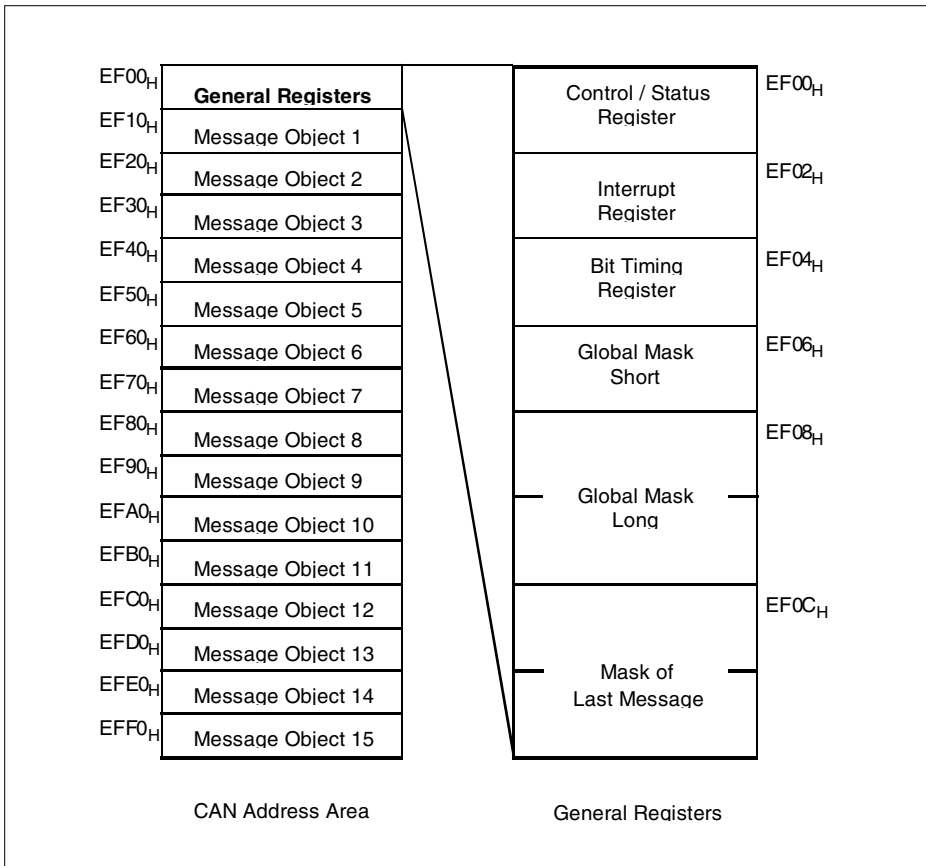 EF00H
General Registers
EF10H
Message Object 1
EF20H
Message Object 2
EF30H
Message Object 3
EF40H
Message Object 4
EF50H
Message Object 5
EF60H
Message Object 6
EF70H
Message Object 7
EF80H
Message Object 8
EF90H
Message Object 9
EFA0H
Message Object 10
EFB0H
Message Object 11
EFC0H
Message Object 12
EFD0H
Message Object 13
EFE0H
Message Object 14
EFF0H
Message Object 15
CAN Address Area
Control / Status
Register
EF00H
Interrupt
Register
EF02H
Bit Timing
Register
EF04H
Global Mask
Short
EF06H
Global Mask
Long
EF08H
Mask of
Last Message
EF0CH
General Registers